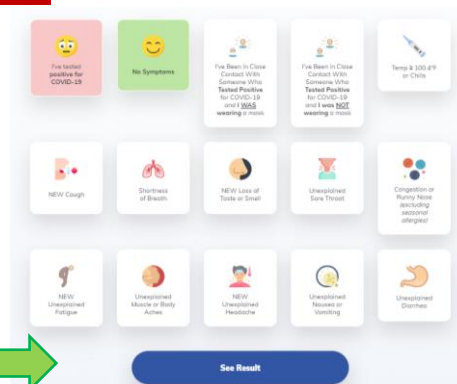 I've tested
positive for
COVID-19
No Symptoms
I've Been in Close
Contact With
Someone Who
Tested Positive
for COVID-19
and I WAS
wearing a mask
I've Been in Close
Contact With
Someone Who
Tested Positive
for COVID-19
and I was NOT
wearing a mask
Temp ≥ 100.4°F
or Chills
NEW Cough
Shortness
of Breath
NEW Loss of
Taste or Smell
Unexplained
Sore Throat
Congestion or
Runny Nose
(excluding
seasonal
allergies)
NEW
Unexplained
Fatigue
Unexplained
Muscle or Body
Aches
NEW
Unexplained
Headache
Unexplained
Nausea or
Vomiting
Unexplained
Diarrhea
See Result